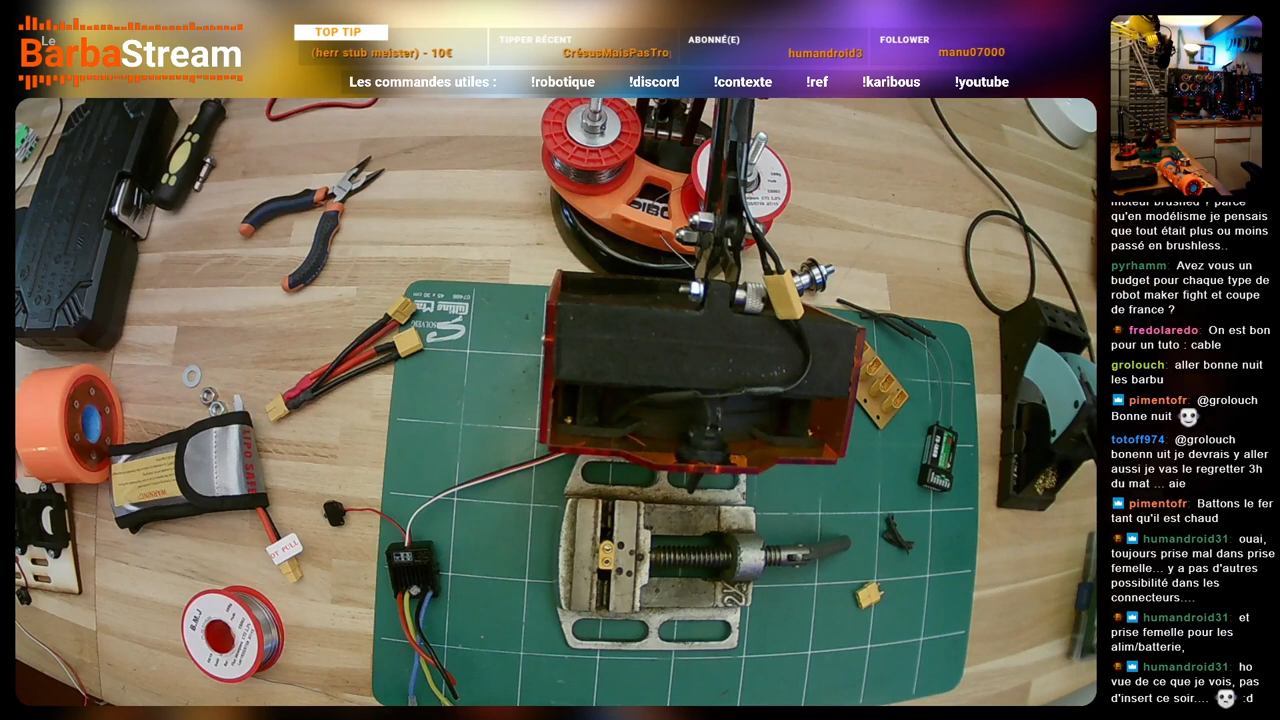 Le
BarbaStream
TOP TIP
(herr stub meister) - 10€
TIPPER RÉCENT
CrésusMaisPasTro
ABONNÉ(E)
humandroid3
FOLLOWER
manu07000
Les commandes utiles : !robotique !discord !contexte !ref !karibous !youtube
moteur brushed ? parce
qu'en modélisme je pensais
que tout était plus ou moins
passé en brushless..
pyrhamm: Avez vous un
budget pour chaque type de
robot maker fight et coupe
de france ?
fredolaredo: On est bon
pour un tuto : cable
grolouch: aller bonne nuit
les barbu
pimentofr: @grolouch
Bonne nuit
totoff974: @grolouch
bonenn uit je devrais y aller
aussi je vas le regretter 3h
du mat ... aie
pimentofr: Battons le fer
tant qu'il est chaud
humandroid31: ouai,
toujours prise mal dans prise
femelle... y a pas d'autres
possibilité dans les
connecteurs....
humandroid31: et
prise femelle pour les
alim/batterie,
humandroid31: ho
vue de ce que je vois, pas
d'insert ce soir.... :d
45 x 30 cm
LIPO SAFE
WARNING
OT PULL
B.M.J